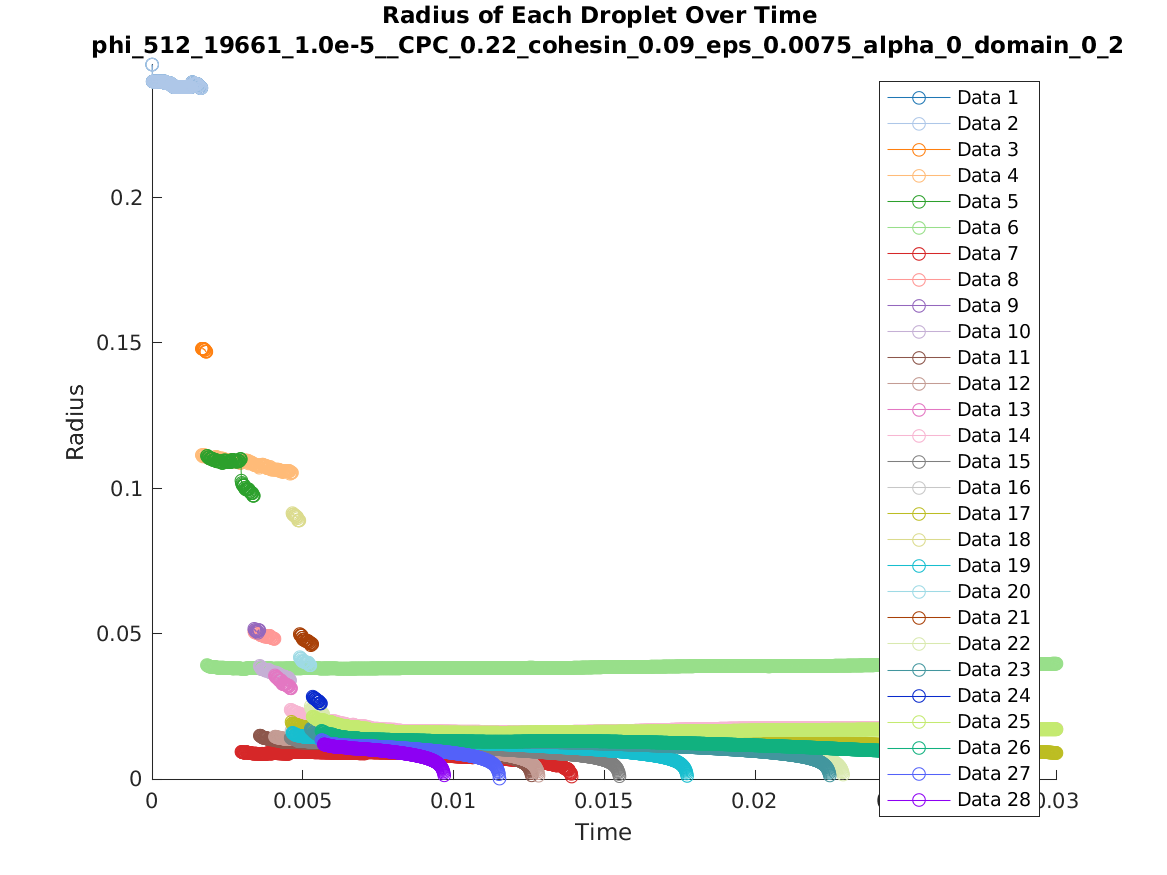 Radius of Each Droplet Over Time
phi_512_19661_1.0e-5__CPC_0.22_cohesin_0.09_eps_0.0075_alpha_0_domain_0_2
Radius
0.2
0.15
0.1
0.05
0
0
0.005
0.01
0.015
0.02
0.03
Time
Data 1
Data 2
Data 3
Data 4
Data 5
Data 6
Data 7
Data 8
Data 9
Data 10
Data 11
Data 12
Data 13
Data 14
Data 15
Data 16
Data 17
Data 18
Data 19
Data 20
Data 21
Data 22
Data 23
Data 24
Data 25
Data 26
Data 27
Data 28